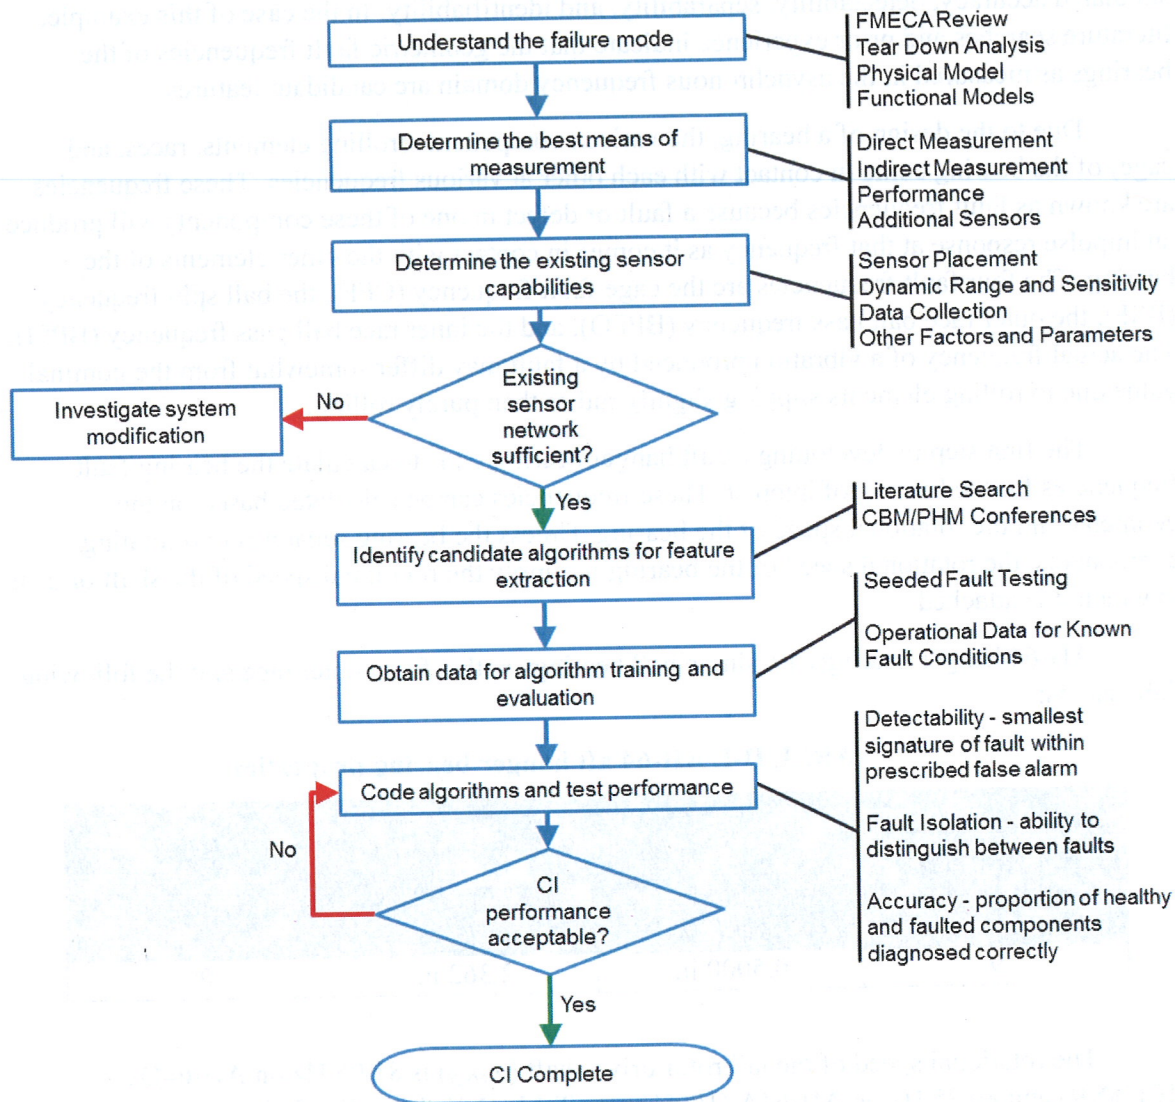 Understand the failure mode
FMECA Review
Tear Down Analysis
Physical Model
Functional Models
Determine the best means of
measurement
Direct Measurement
Indirect Measurement
Performance
Additional Sensors
Determine the existing sensor
capabilities
Sensor Placement
Dynamic Range and Sensitivity
Data Collection
Other Factors and Parameters
Existing
sensor
network
sufficient?
No
Investigate system
modification
Yes
Identify candidate algorithms for feature
extraction
Literature Search
CBM/PHM Conferences
Obtain data for algorithm training and
evaluation
Seeded Fault Testing
Operational Data for Known
Fault Conditions
Code algorithms and test performance
Detectability - smallest
signature of fault within
prescribed false alarm
Fault Isolation - ability to
distinguish between faults
Accuracy - proportion of healthy
and faulted components
diagnosed correctly
No
CI
performance
acceptable?
Yes
CI Complete